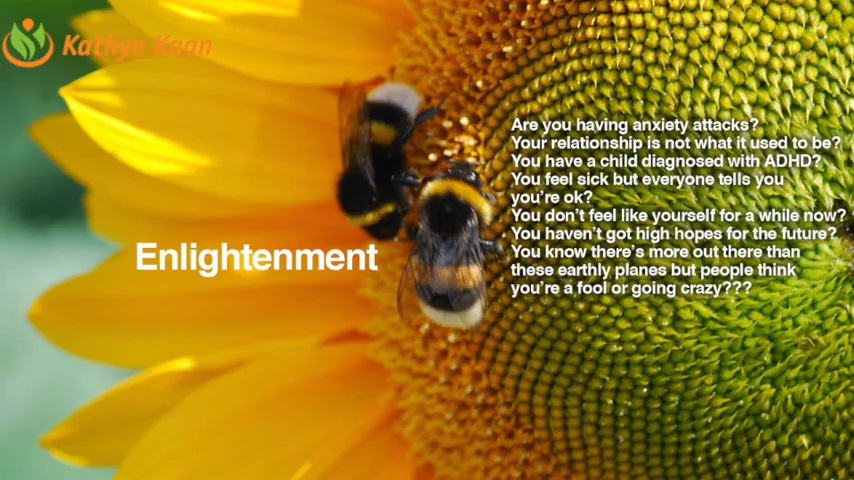 Kathye Kaan
Are you having anxiety attacks?
Your relationship is not what it used to be?
You have a child diagnosed with ADHD?
You feel sick but everyone tells you
you're ok?
You don't feel like yourself for a while now?
You haven't got high hopes for the future?
You know there's more out there than
these earthly planes but people think
you're a fool or going crazy???
Enlightenment